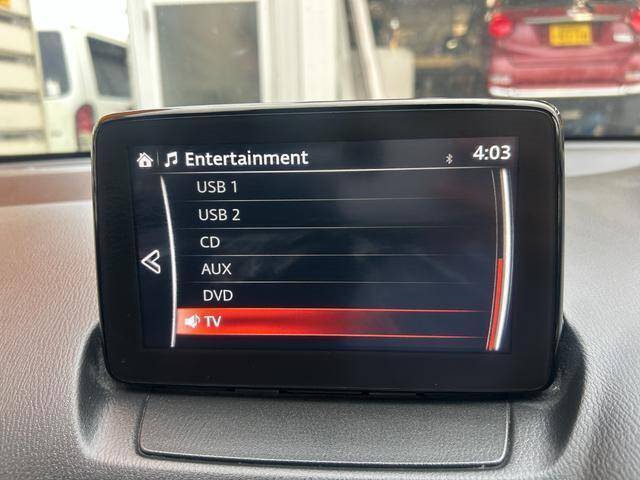 Entertainment 4:03
USB 1
USB 2
CD
AUX
DVD
TV